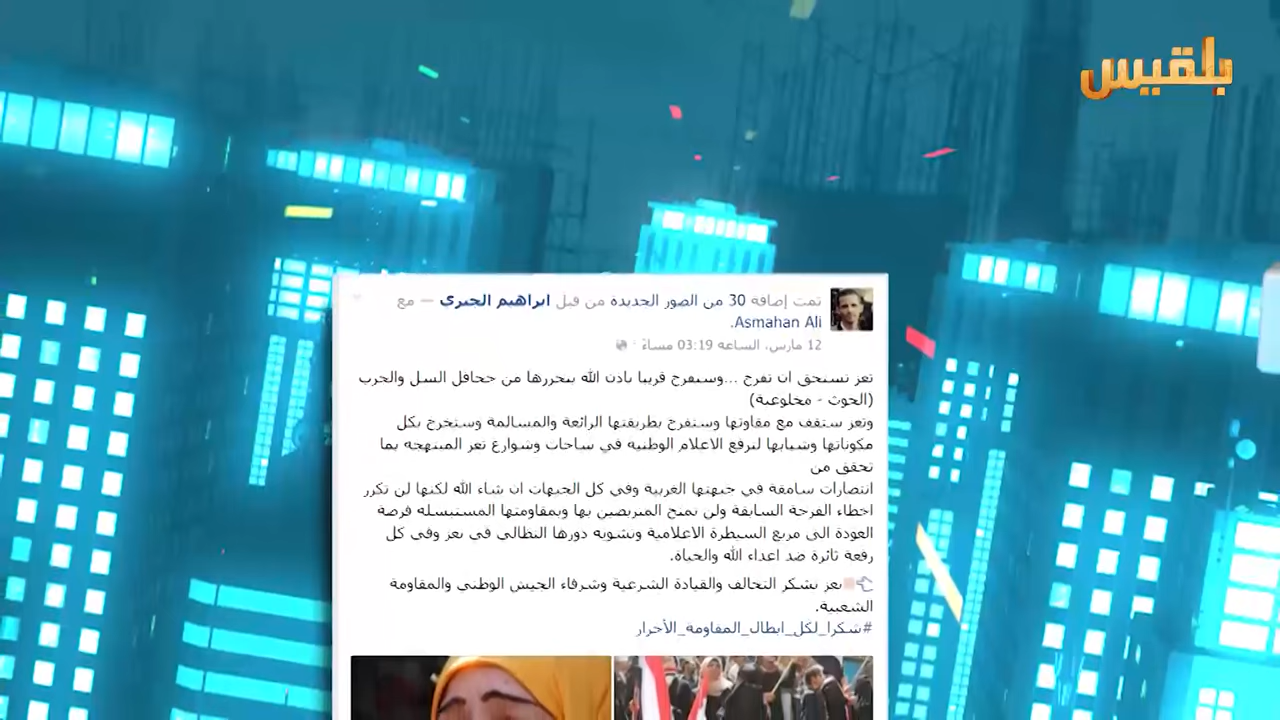 بلقيس
تمت إضافة 30 من الصور الجديدة من قبل ابراهيم الجبري — مع
Asmahan Ali.
12 مارس، الساعة 03:19 مساءً ·
تعز تستحق ان تفرح ...وستفرح قريبا باذن الله بتحررها من جحافل السل والجرب
(الحوث - مخلوعية)
وتعز ستقف مع مقاوتها وستفرح بطريقتها الرائعة والمسالمة وستخرج بكل
مكوناتها وشبابها لترفع الاعلام الوطنية في ساحات وشوارع تعز المبتهجه بما
تحقق من
انتصارات سامقة في جبهتها الغربية وفي كل الجبهات ان شاء الله لكنها لن تكرر
اخطاء الفرحة السابقة ولن تمنح المتربصين بها وبمقاومتها المستبسله فرصة
العودة الى مربع السيطرة الاعلامية وتشويه دورها النظالي في تعز وفي كل
رقعة ثائرة ضد اعداء الله والحياة.
تعز تشكر التحالف والقيادة الشرعية وشرفاء الجيش الوطني والمقاومة
الشعبية.
#شكرا_لكل_ابطال_المقاومة_الأحرار